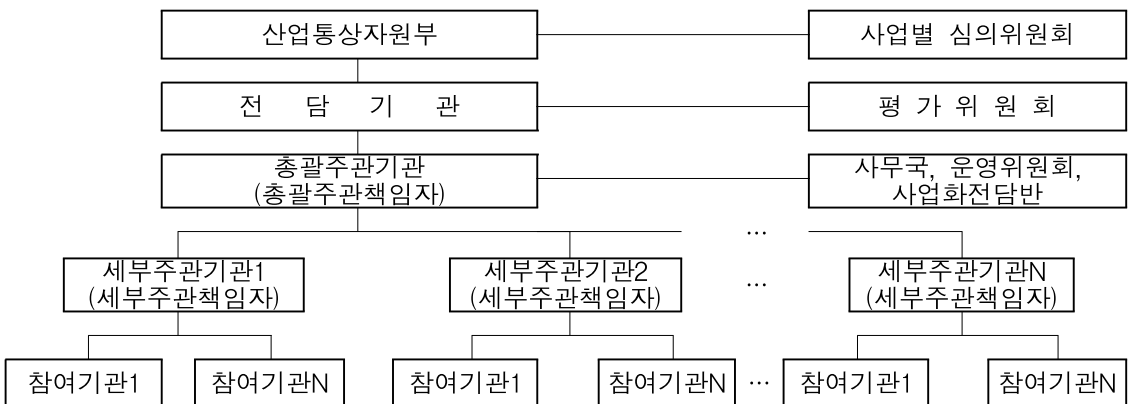 산업통상자원부
사업별 심의위원회
전 담 기 관
평 가 위 원 회
총괄주관기관
(총괄주관책임자)
사무국, 운영위원회,
사업화전담반
...
세부주관기관1
(세부주관책임자)
세부주관기관2
(세부주관책임자)
...
세부주관기관N
(세부주관책임자)
참여기관1
참여기관N
참여기관1
참여기관N
...
참여기관1
참여기관N